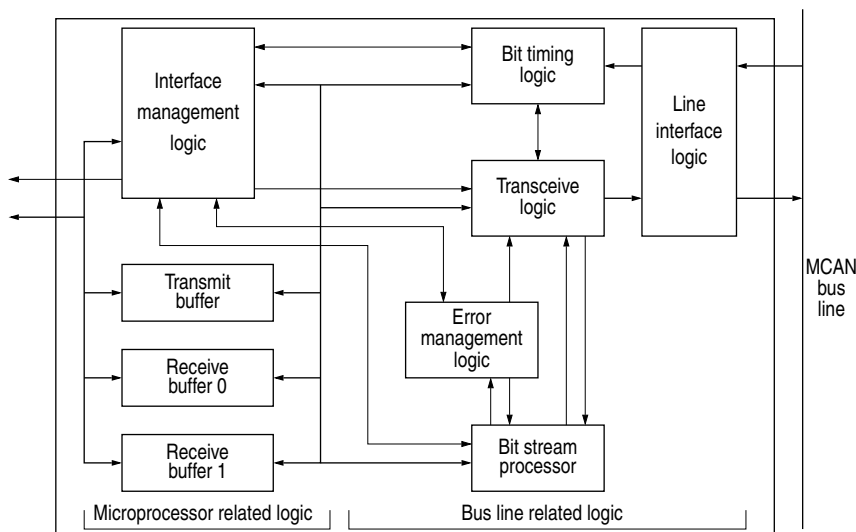 Interface
management
logic
Bit timing
logic
Line
interface
logic
Transceive
logic
MCAN
bus
line
Transmit
buffer
Error
management
logic
Receive
buffer 0
Receive
buffer 1
Bit stream
processor
Microprocessor related logic
Bus line related logic